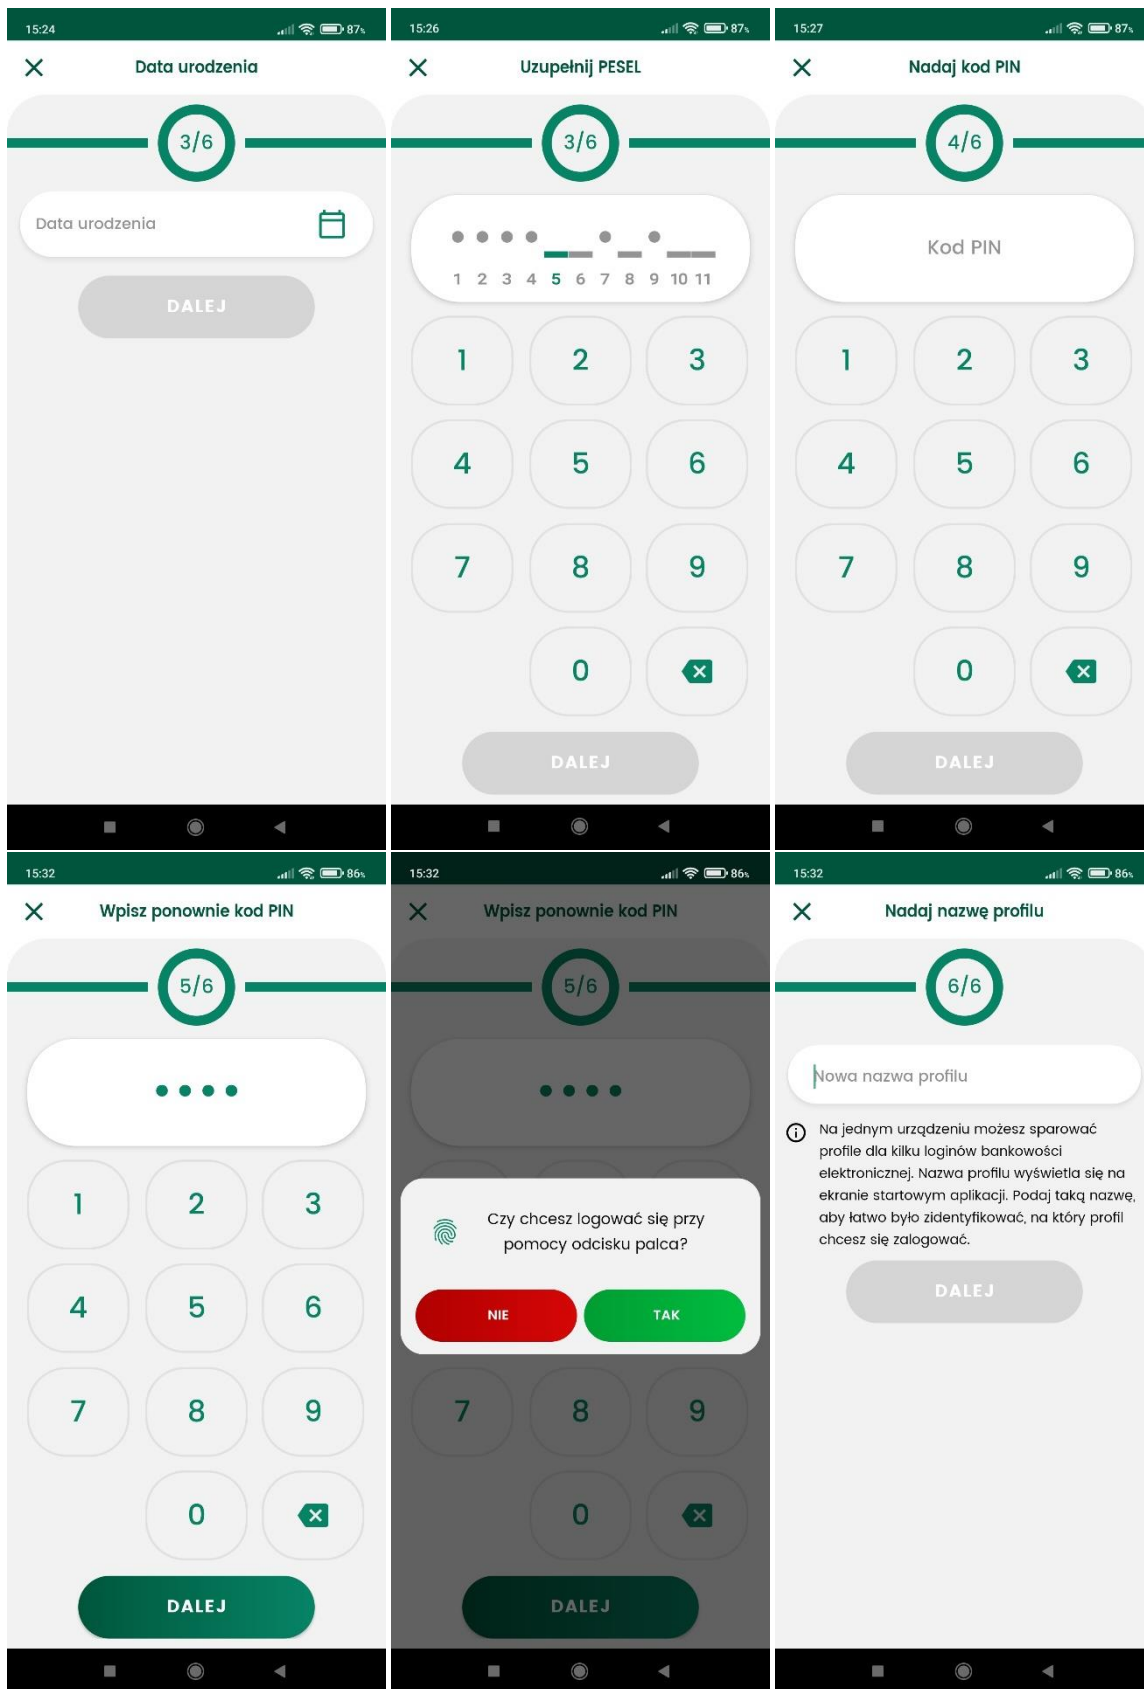 15:24
87%
Data urodzenia
3/6
Data urodzenia
DALEJ
15:26
87%
Uzupełnij PESEL
3/6
1 2 3 4 5 6 7 8 9 10 11
1 2 3
4 5 6
7 8 9
0
DALEJ
15:27
87%
Nadaj kod PIN
4/6
Kod PIN
1 2 3
4 5 6
7 8 9
0
DALEJ
15:32
86%
Wpisz ponownie kod PIN
5/6
1 2 3
4 5 6
7 8 9
0
DALEJ
15:32
86%
Wpisz ponownie kod PIN
5/6
Czy chcesz logować się przy
pomocy odcisku palca?
NIE TAK
7 8 9
0
DALEJ
15:32
86%
Nadaj nazwę profilu
6/6
Nowa nazwa profilu
Na jednym urządzeniu możesz sparować
profile dla kilku loginów bankowości
elektronicznej. Nazwa profilu wyświetla się na
ekranie startowym aplikacji. Podaj taką nazwę,
aby łatwo było zidentyfikować, na który profil
chcesz się zalogować.
DALEJ